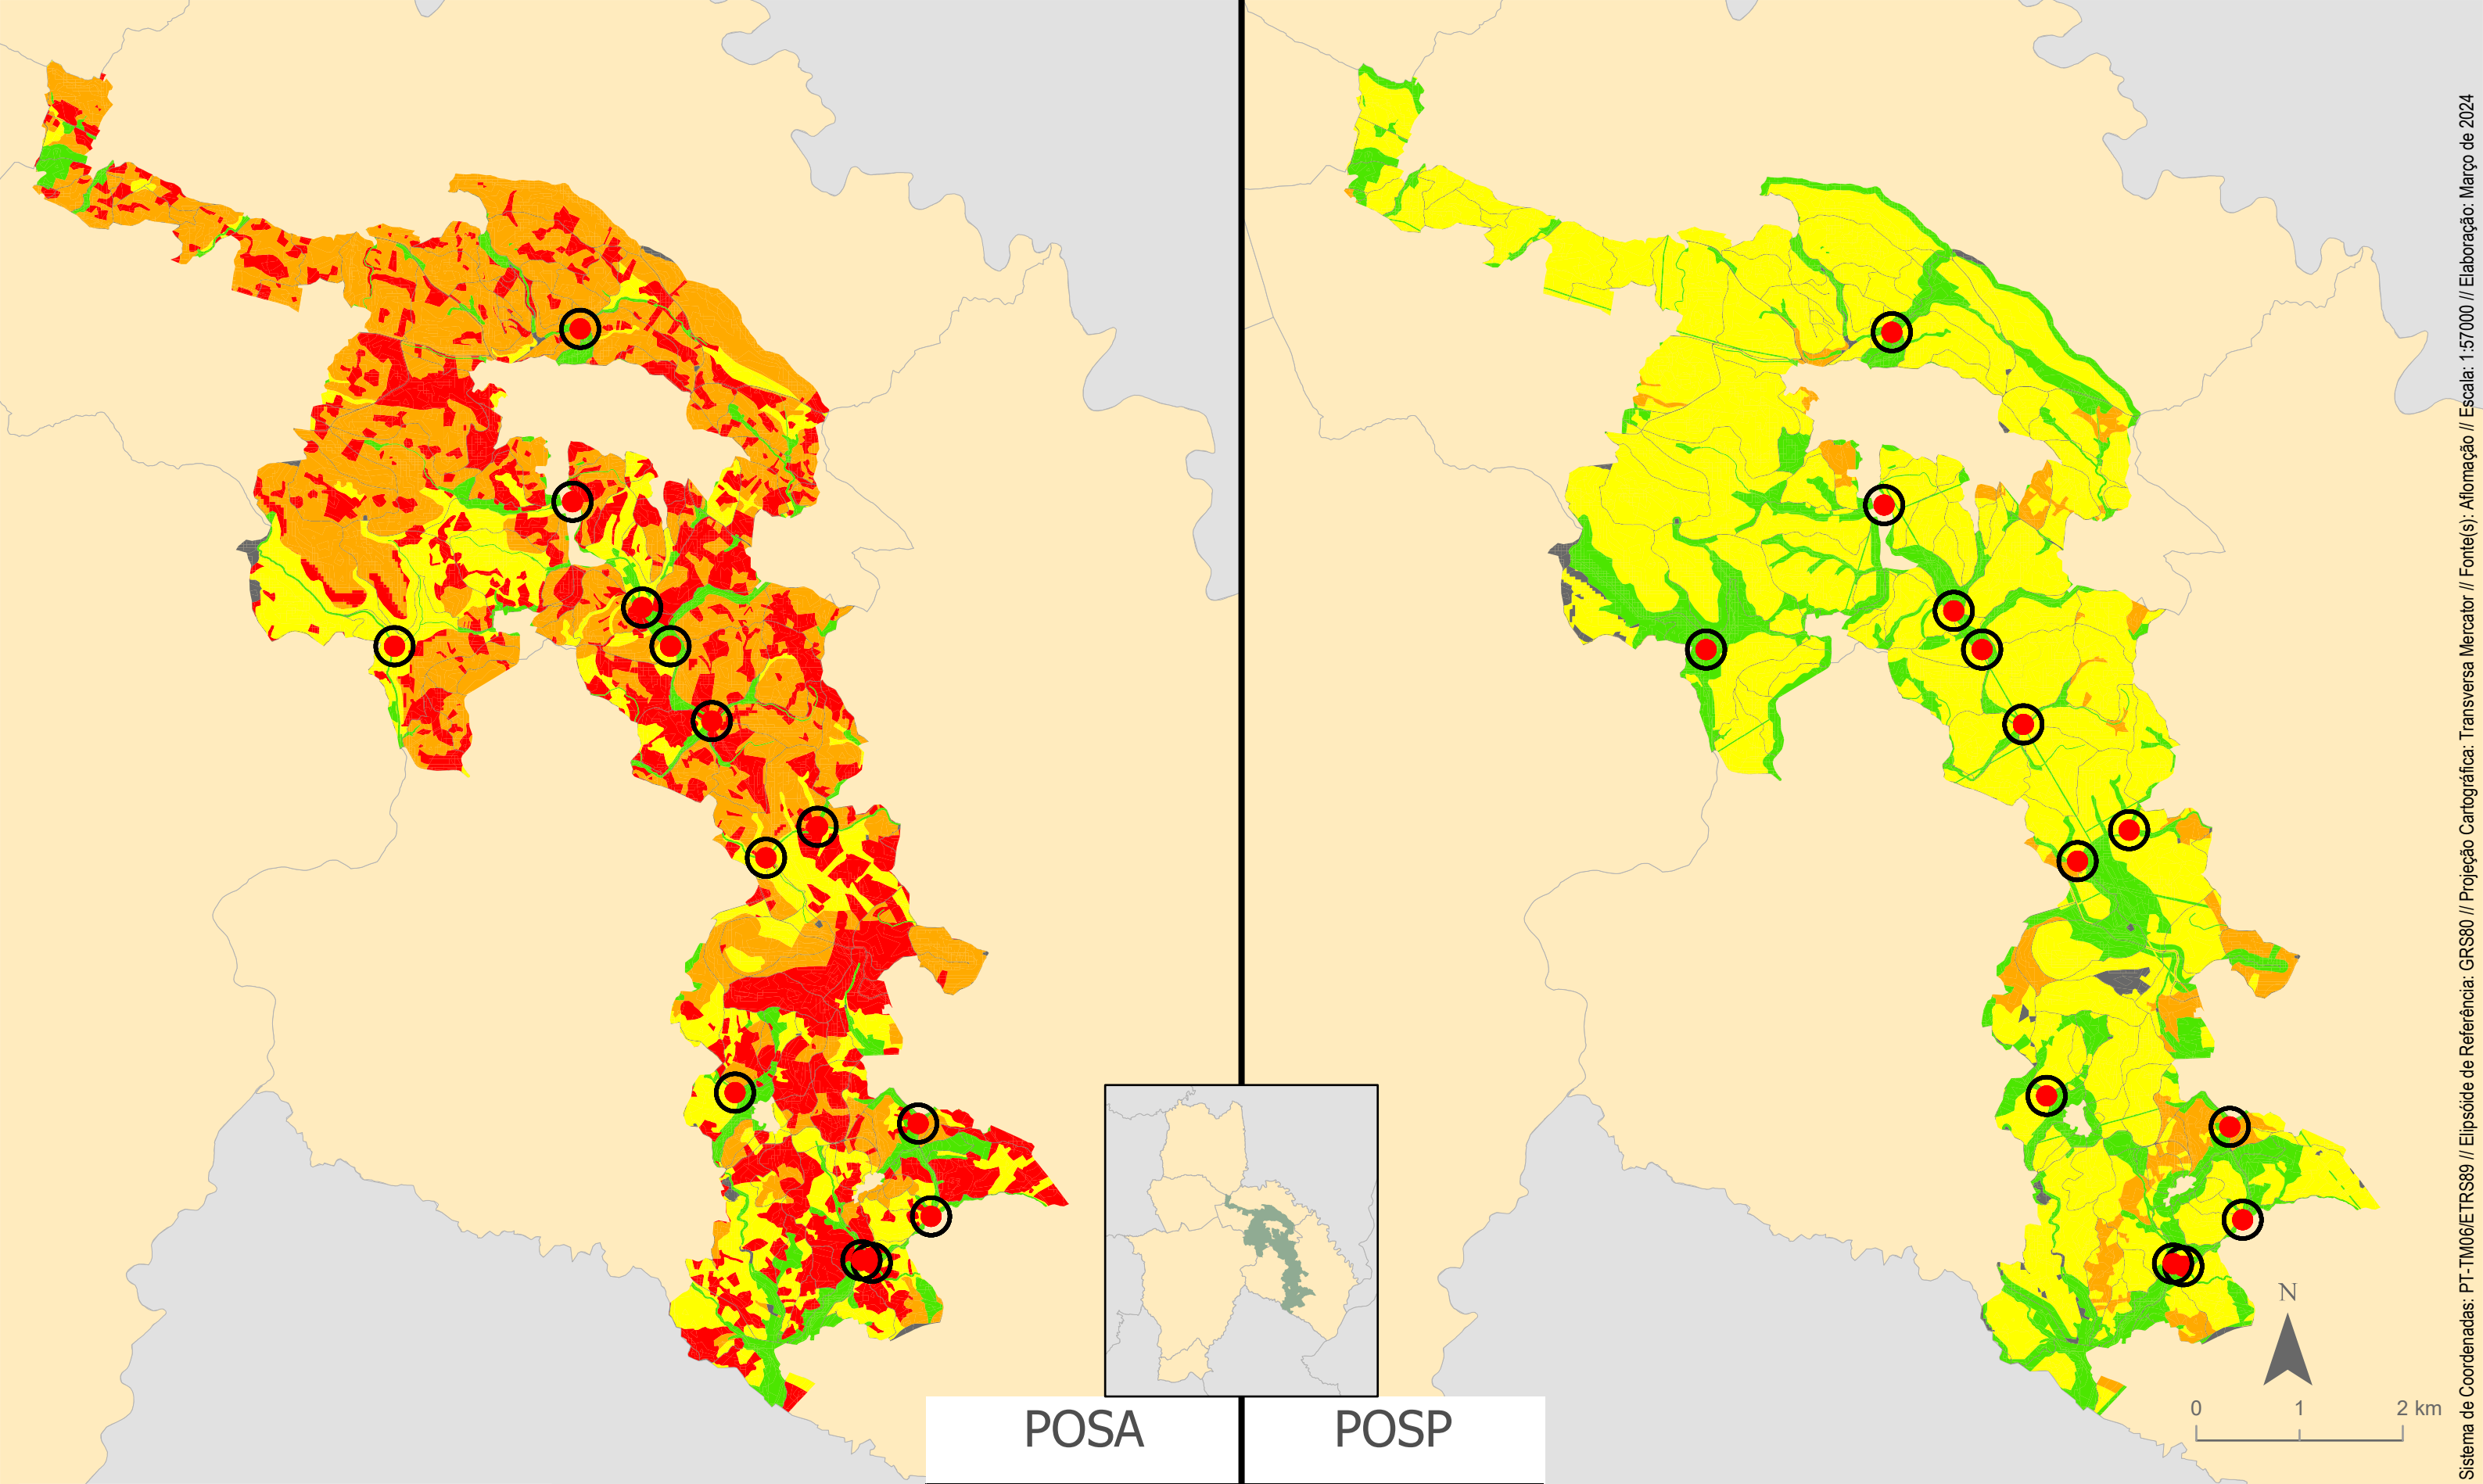 POSA
POSP
N
0 1 2 km
Sistema de Coordenadas: PT-TM06/ETRS89 // Elipsóide de Referência: GRS80 // Projeção Cartográfica: Transversa Mercator // Fonte(s): Aflomação // Escala: 1:57000 // Elaboração: Março de 2024